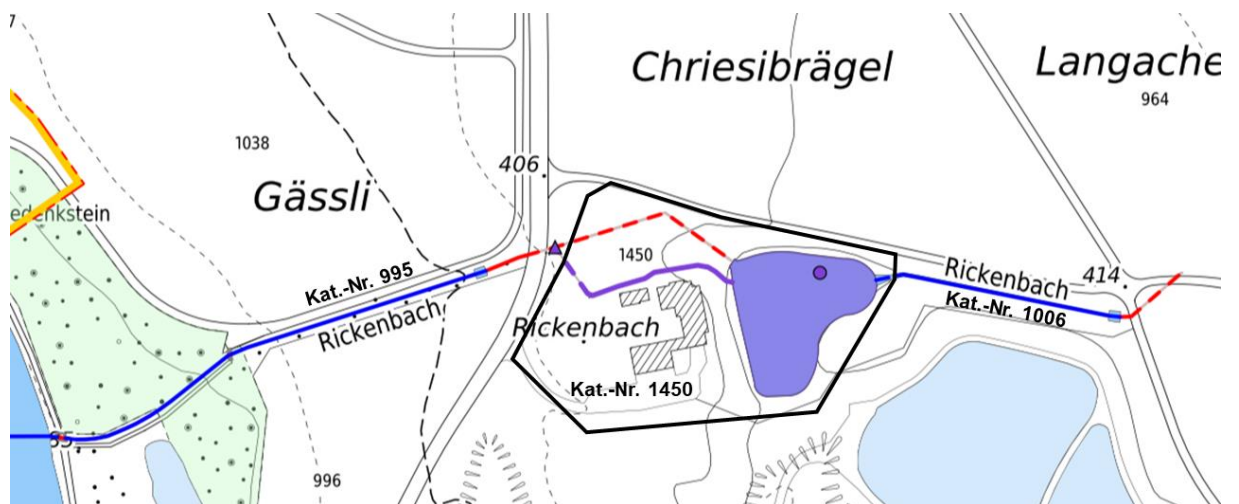 Chriesibrägel
Langache
964
1038
406
Gässli
edenkstein
1450
Kat.-Nr. 995
Rickenbach
Rickenbach
414
Kat.-Nr. 1006
Rickenbach
Kat.-Nr. 1450
996